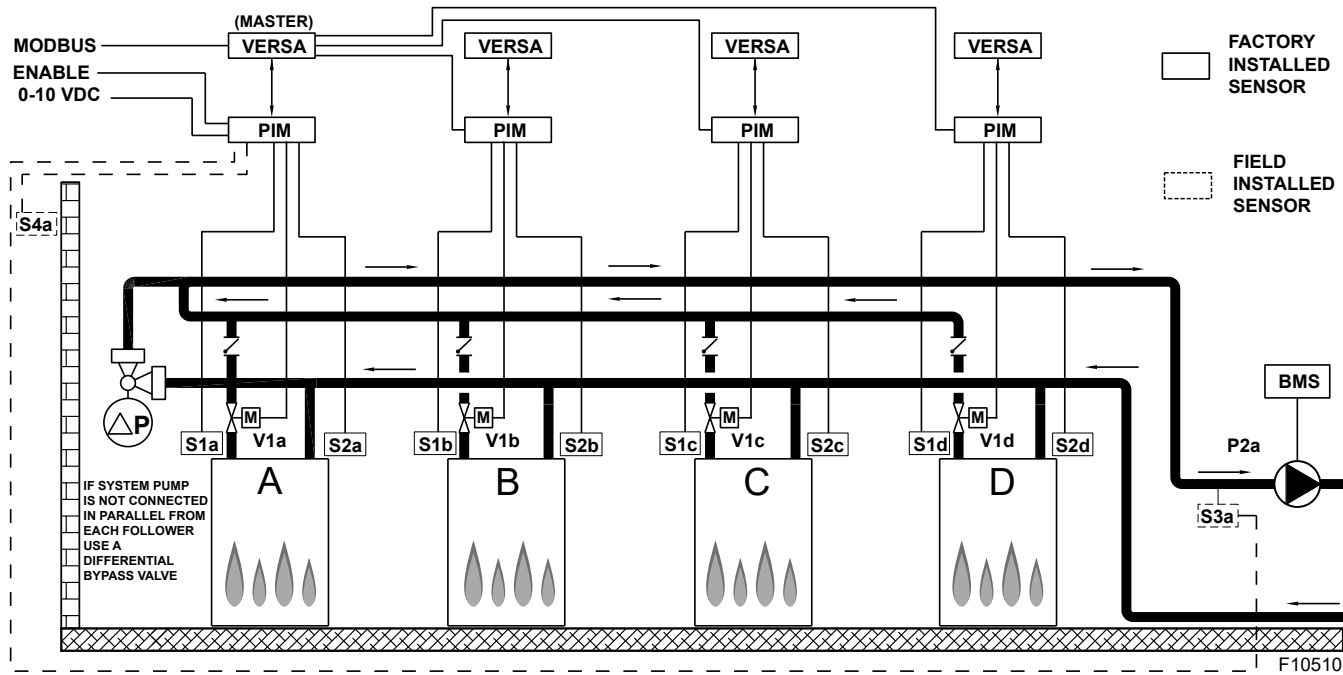 (MASTER)
MODBUS
VERSA
VERSA
VERSA
VERSA
ENABLE
0-10 VDC
PIM
PIM
PIM
PIM
FACTORY
INSTALLED
SENSOR
FIELD
INSTALLED
SENSOR
S4a
ΔP
M
M
M
M
S1a
V1a
S2a
S1b
V1b
S2b
S1c
V1c
S2c
S1d
V1d
S2d
BMS
P2a
S3a
A
B
C
D
IF SYSTEM PUMP
IS NOT CONNECTED
IN PARALLEL FROM
EACH FOLLOWER
USE A
DIFFERENTIAL
BYPASS VALVE
F10510